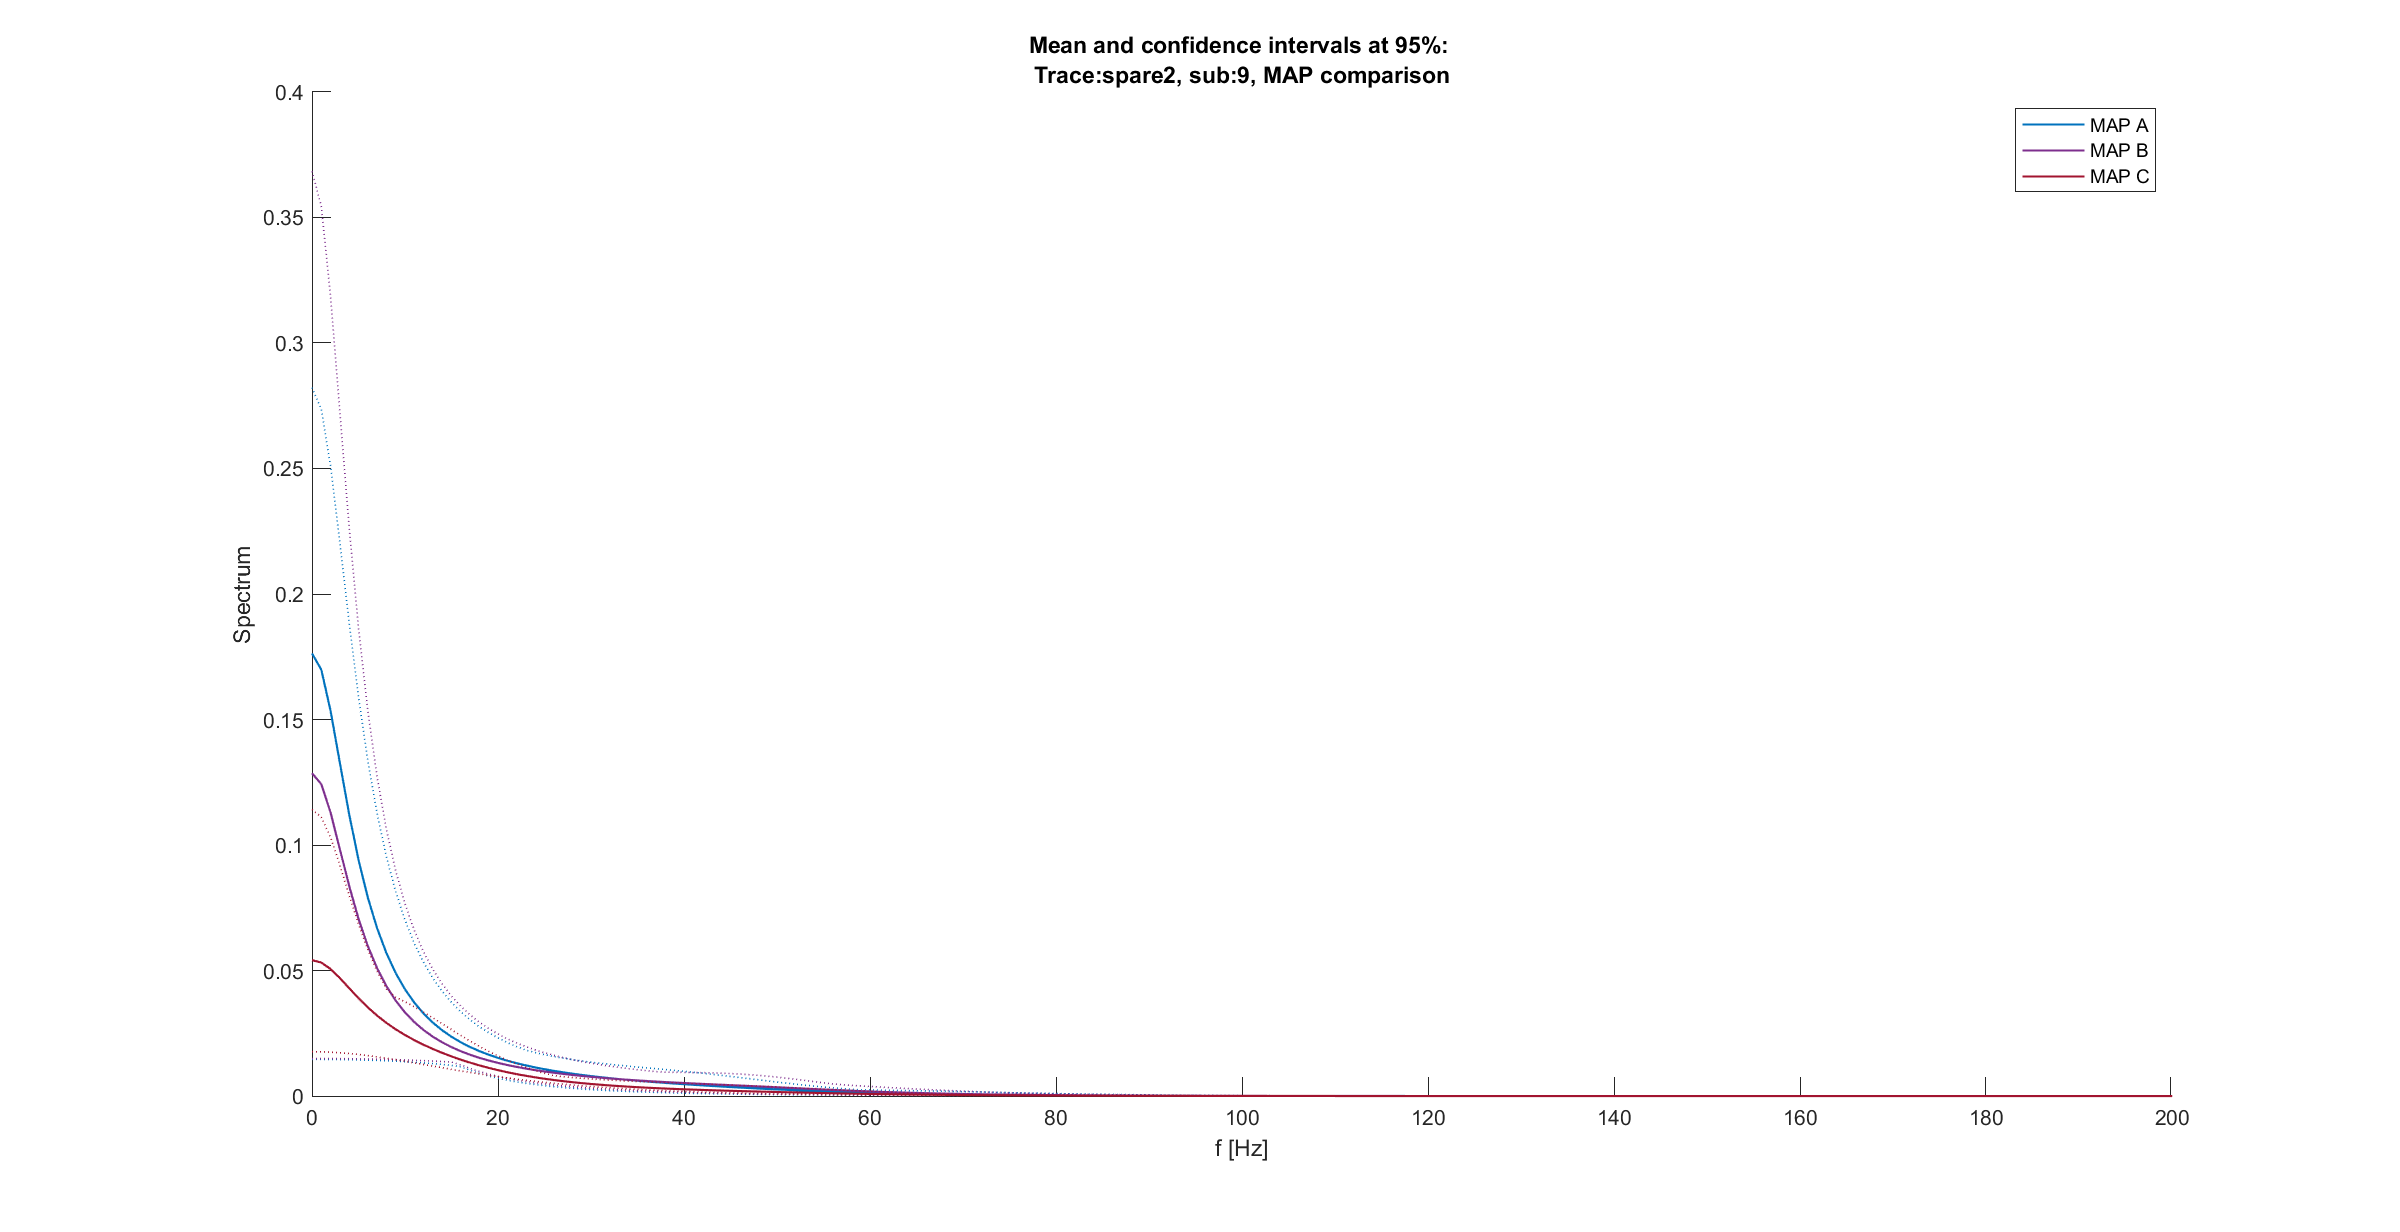 Mean and confidence intervals at 95%:
Trace:spare2, sub:9, MAP comparison
MAP A
MAP B
MAP C
0.4
0.35
0.3
0.25
0.2
0.15
0.1
0.05
0
Spectrum
0 20 40 60 80 100 120 140 160 180 200
f [Hz]